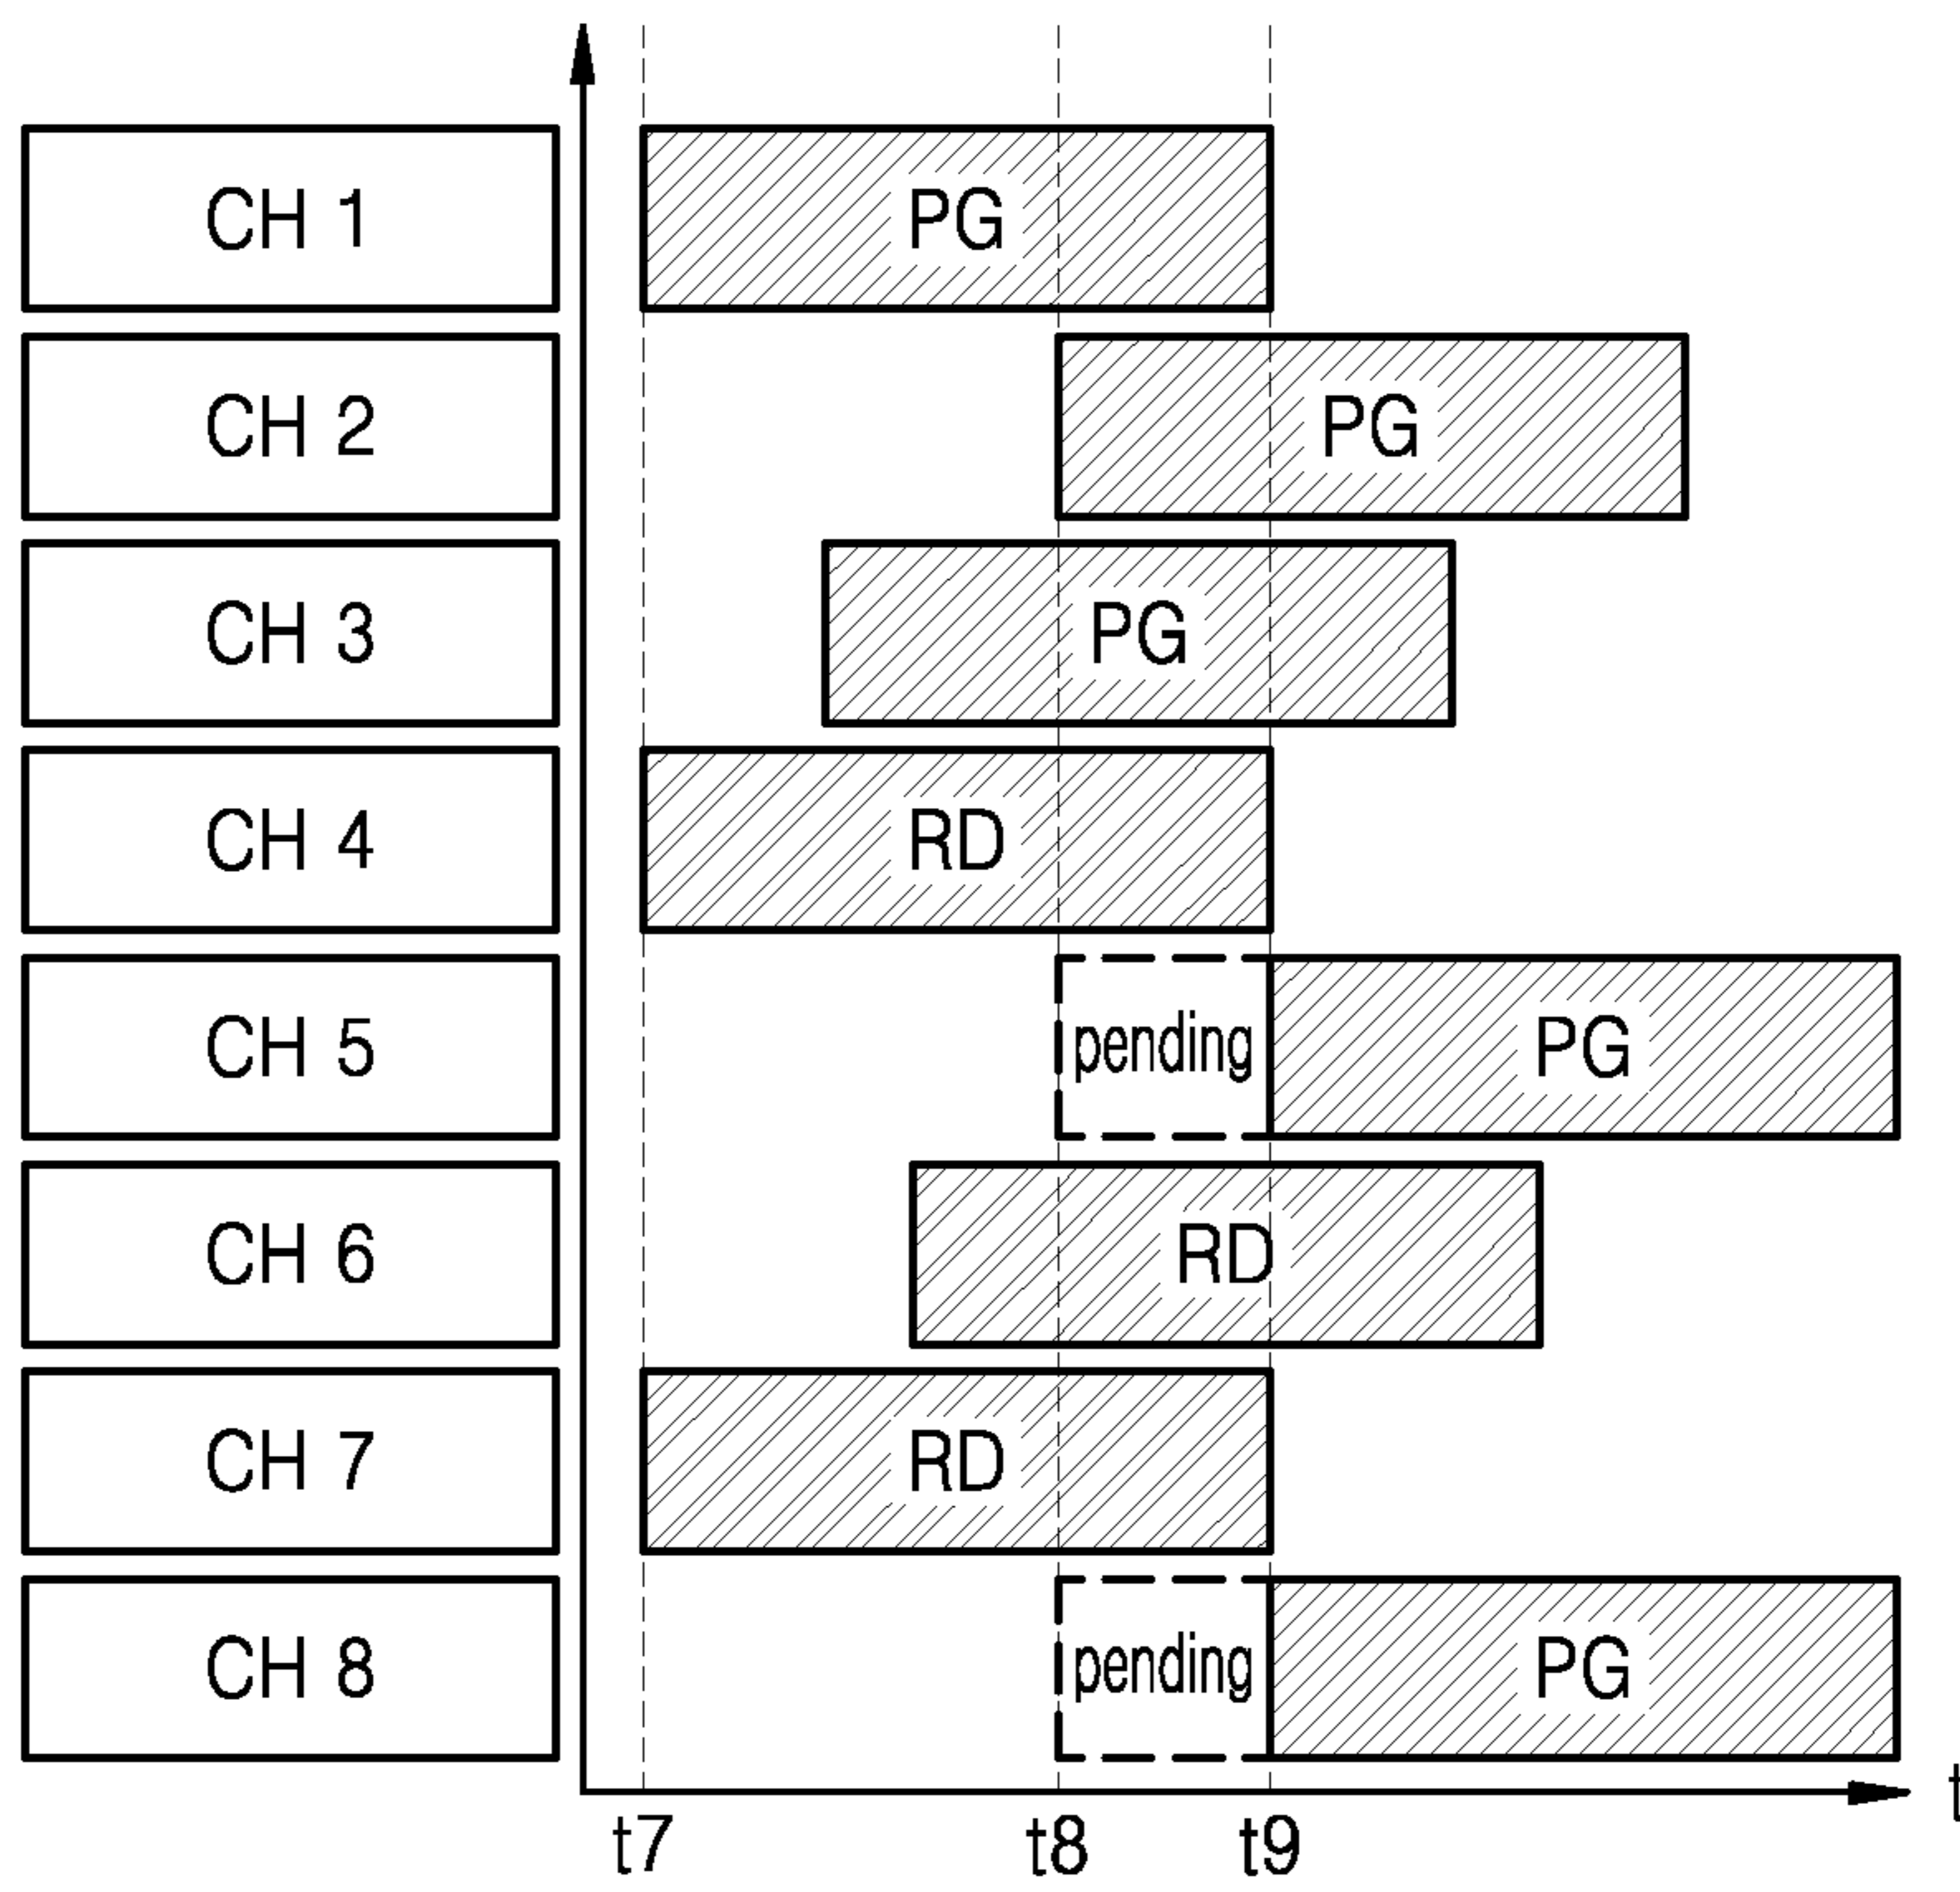 CH 1 PG
CH 2 PG
CH 3 PG
CH 4 RD
CH 5 pending PG
CH 6 RD
CH 7 RD
CH 8 pending PG
t
t7 t8 t9